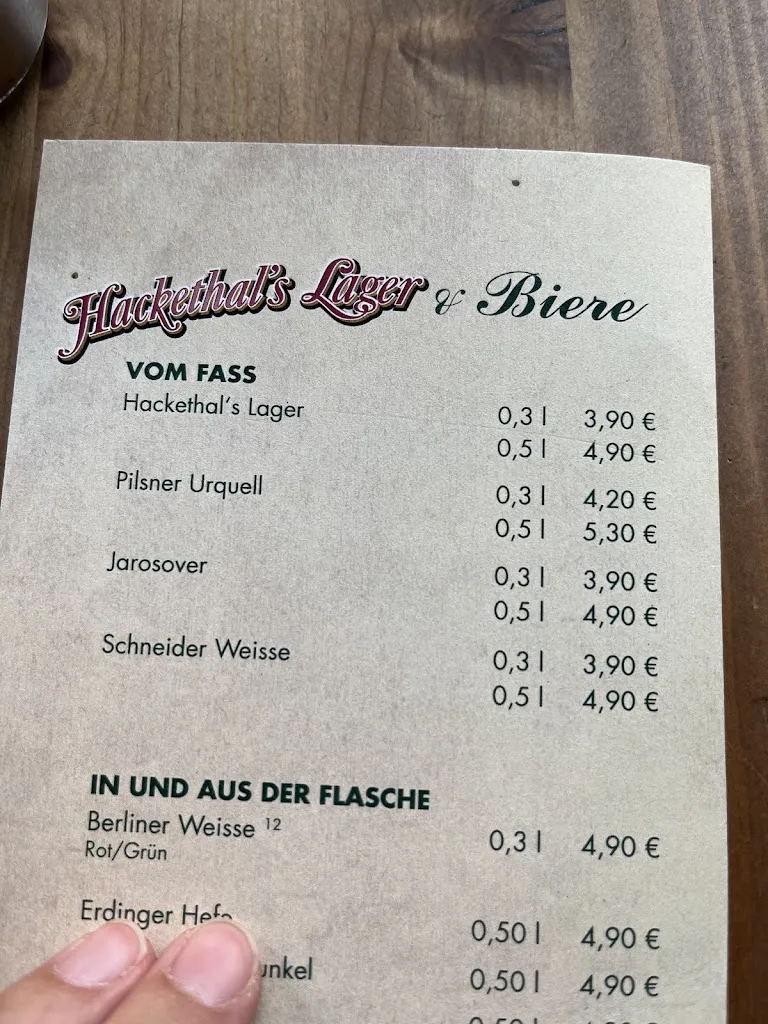 Hackethal's Lager & Biere
VOM FASS
Hackethal's Lager 0,3 l 3,90 €
0,5 l 4,90 €
Pilsner Urquell 0,3 l 4,20 €
0,5 l 5,30 €
Jarosover 0,3 l 3,90 €
0,5 l 4,90 €
Schneider Weisse 0,3 l 3,90 €
0,5 l 4,90 €
IN UND AUS DER FLASCHE
Berliner Weisse 12 0,3 l 4,90 €
Rot/Grün
Erdinger Hefe 0,50 l 4,90 €
unkel 0,50 l 4,90 €